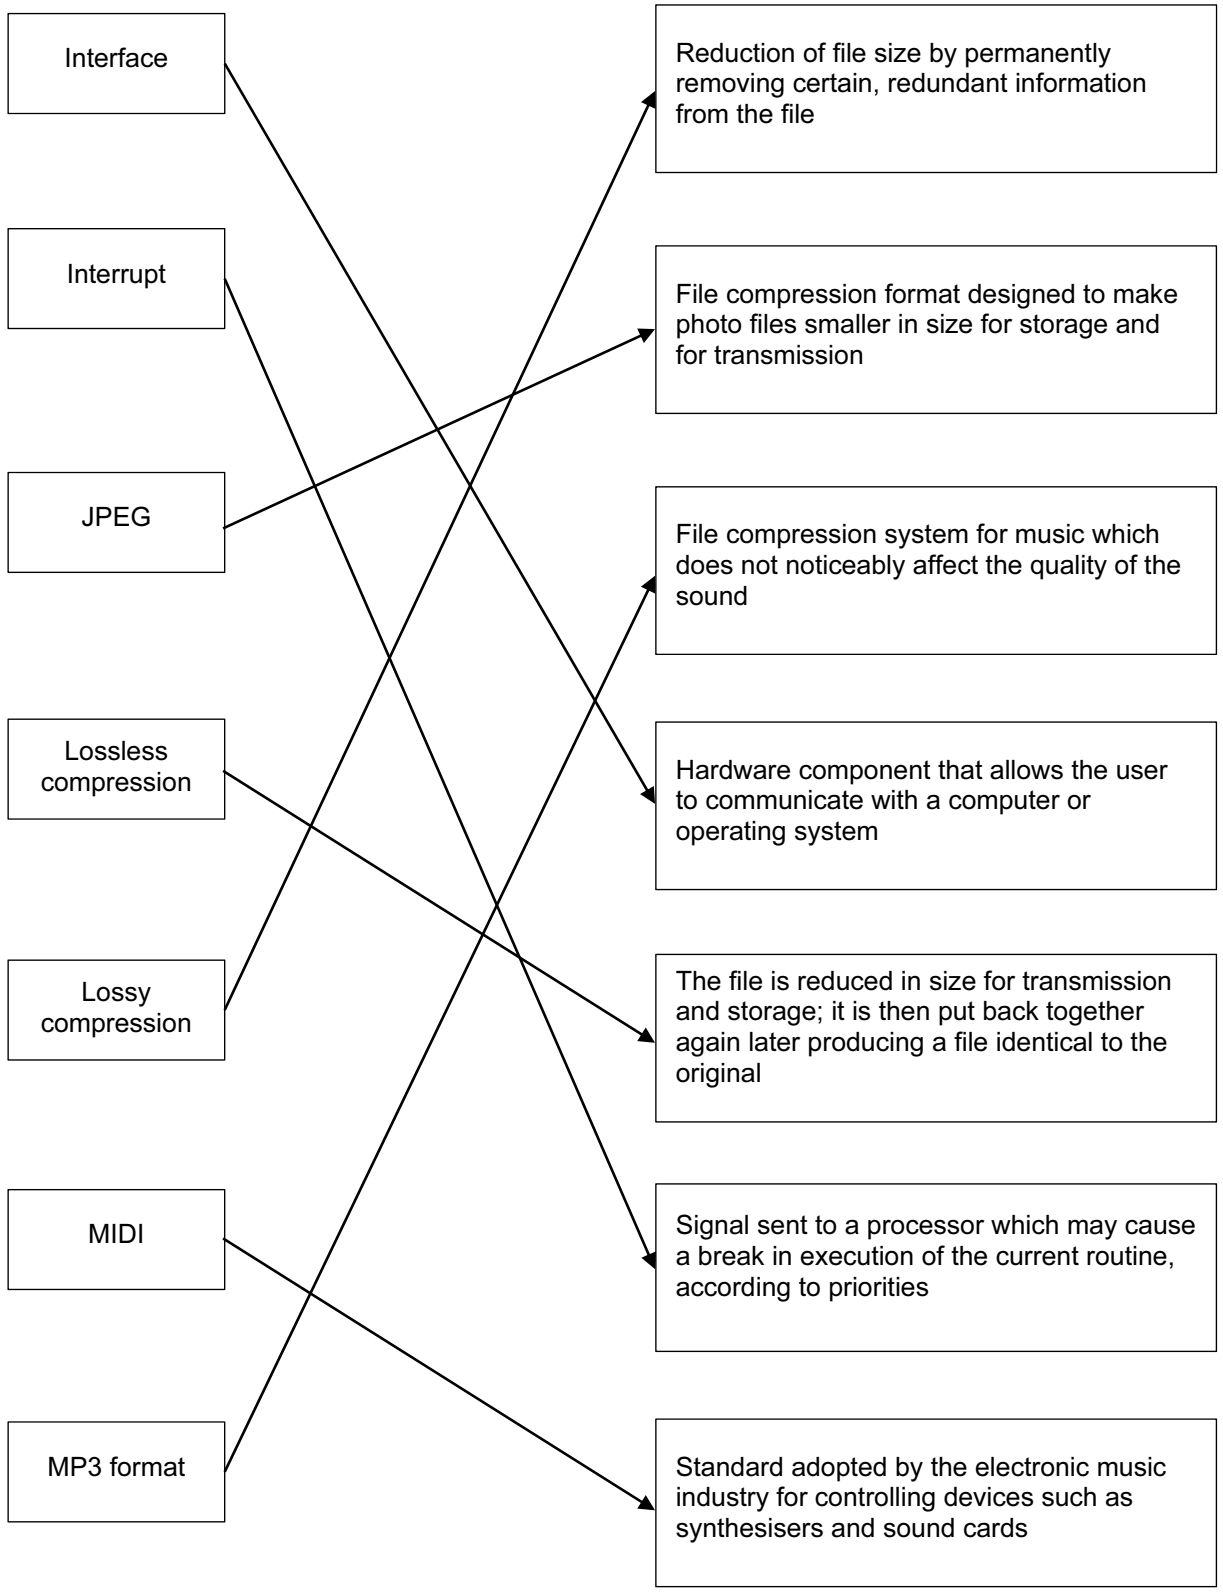 Interface
Reduction of file size by permanently
removing certain, redundant information
from the file
Interrupt
File compression format designed to make
photo files smaller in size for storage and
for transmission
JPEG
File compression system for music which
does not noticeably affect the quality of the
sound
Lossless
compression
Hardware component that allows the user
to communicate with a computer or
operating system
Lossy
compression
The file is reduced in size for transmission
and storage; it is then put back together
again later producing a file identical to the
original
MIDI
Signal sent to a processor which may cause
a break in execution of the current routine,
according to priorities
MP3 format
Standard adopted by the electronic music
industry for controlling devices such as
synthesisers and sound cards